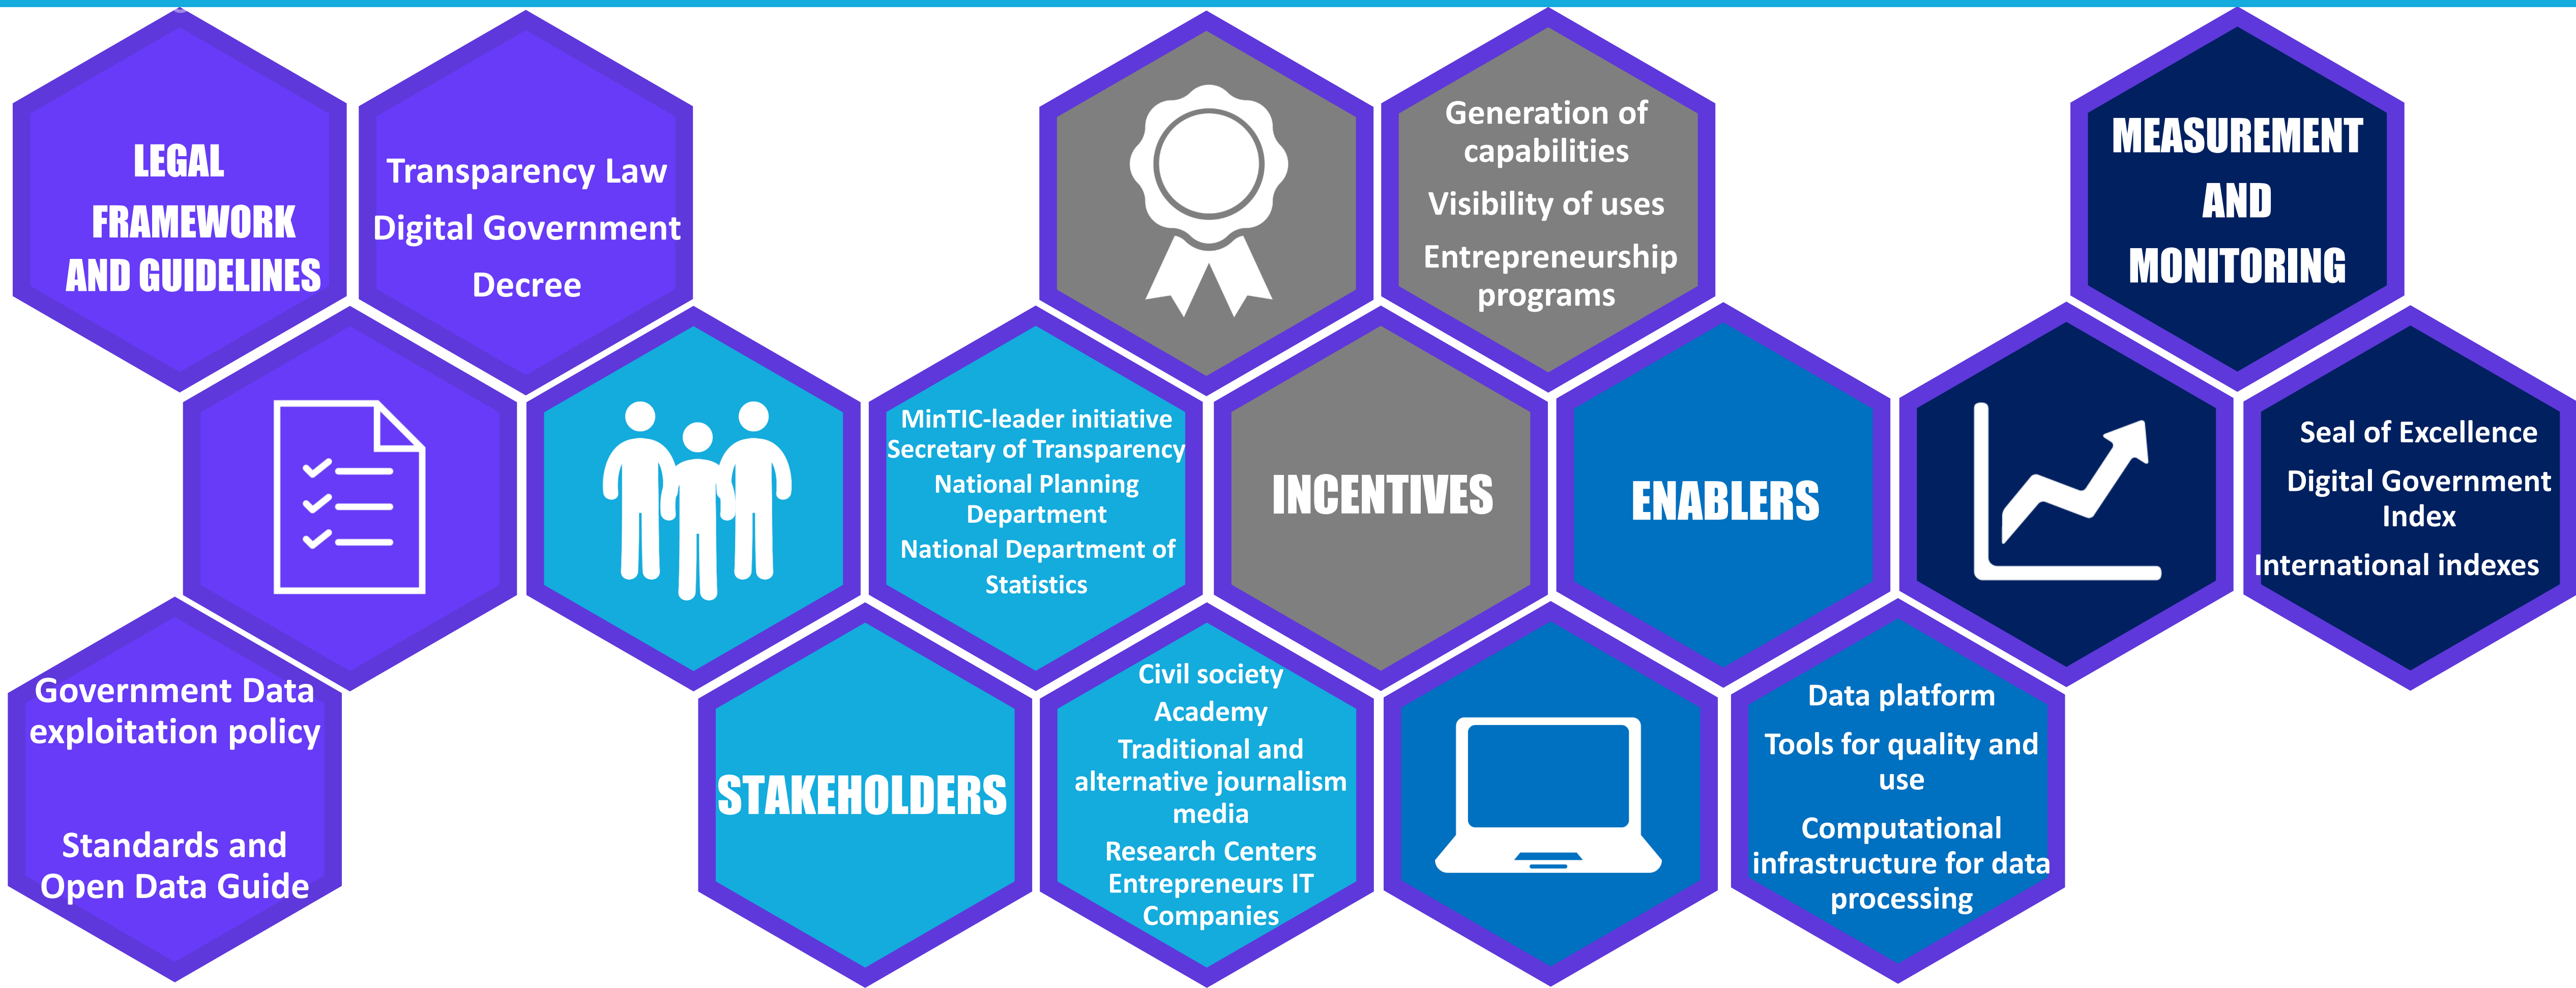 LEGAL
FRAMEWORK
AND GUIDELINES
Transparency Law
Digital Government
Decree
Government Data
exploitation policy
Standards and
Open Data Guide
MinTIC-leader initiative
Secretary of Transparency
National Planning
Department
National Department of
Statistics
STAKEHOLDERS
Civil society
Academy
Traditional and
alternative journalism
media
Research Centers
Entrepreneurs IT
Companies
Generation of
capabilities
Visibility of uses
Entrepreneurship
programs
INCENTIVES
ENABLERS
Data platform
Tools for quality and
use
Computational
infrastructure for data
processing
MEASUREMENT
AND
MONITORING
Seal of Excellence
Digital Government
Index
International indexes